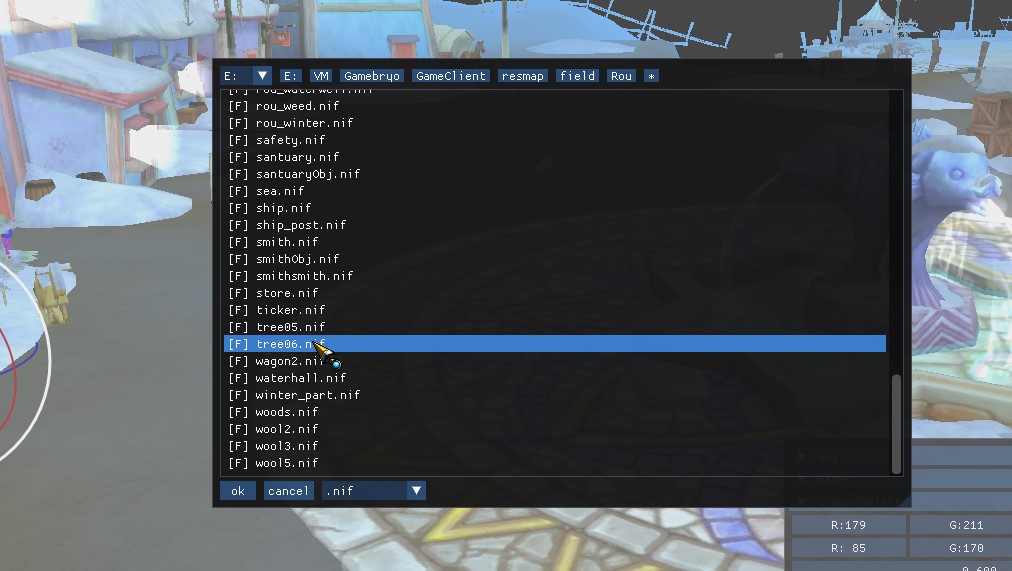 E: ▼ E: VM Gamebryo GameClient resmap field Rou *
[F] rou_waterwell.nif
[F] rou_weed.nif
[F] rou_winter.nif
[F] safety.nif
[F] santuary.nif
[F] santuaryObj.nif
[F] sea.nif
[F] ship.nif
[F] ship_post.nif
[F] smith.nif
[F] smithObj.nif
[F] smithsmith.nif
[F] store.nif
[F] ticker.nif
[F] tree05.nif
[F] tree06.nif
[F] wagon2.nif
[F] waterhall.nif
[F] winter_part.nif
[F] woods.nif
[F] wool2.nif
[F] wool3.nif
[F] wool5.nif
ok cancel .nif ▼
Sky
R:179 G:211
R: 85 G:170
0.600